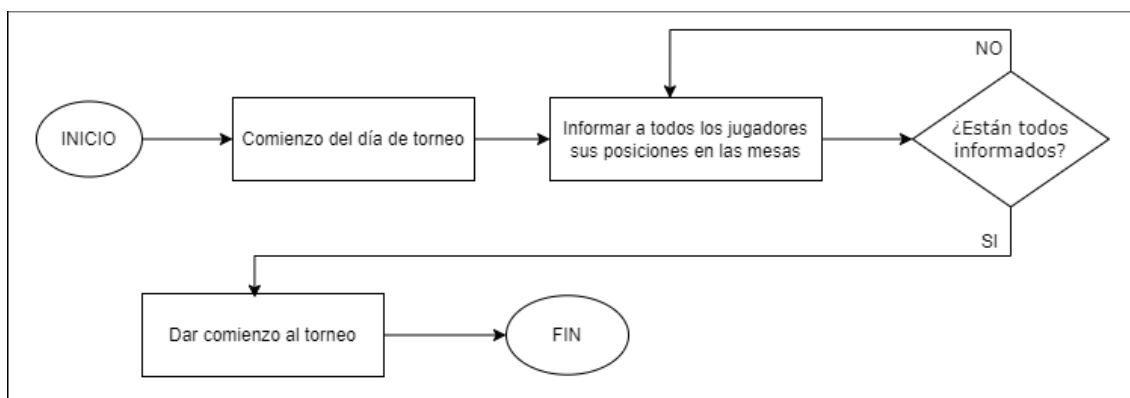 NO
INICIO
Comienzo del día de torneo
Informar a todos los jugadores
sus posiciones en las mesas
¿Están todos
informados?
SI
Dar comienzo al torneo
FIN